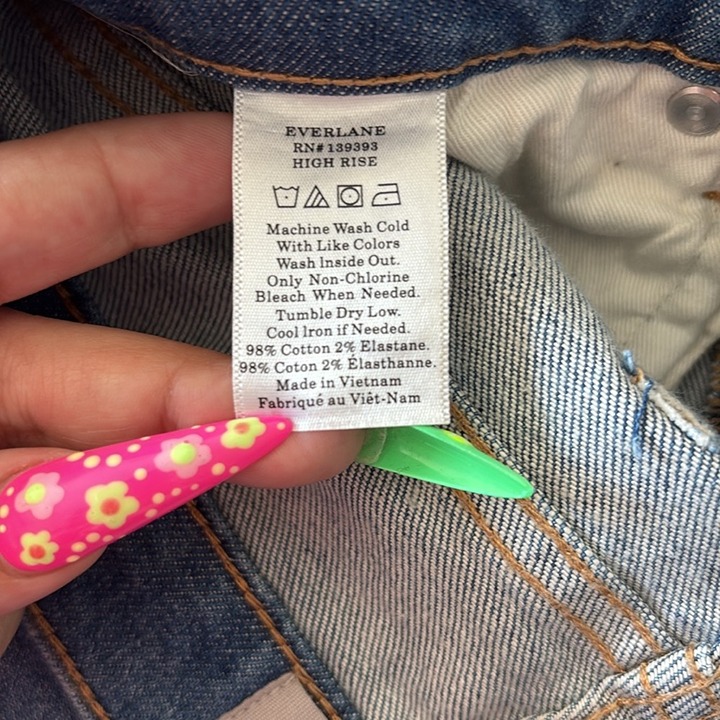 EVERLANE
RN# 139393
HIGH RISE
Machine Wash Cold
With Like Colors
Wash Inside Out.
Only Non-Chlorine
Bleach When Needed.
Tumble Dry Low.
Cool Iron if Needed.
98% Cotton 2% Elastane.
98% Coton 2% Élasthanne.
Made in Vietnam
Fabriqué au Viêt-Nam